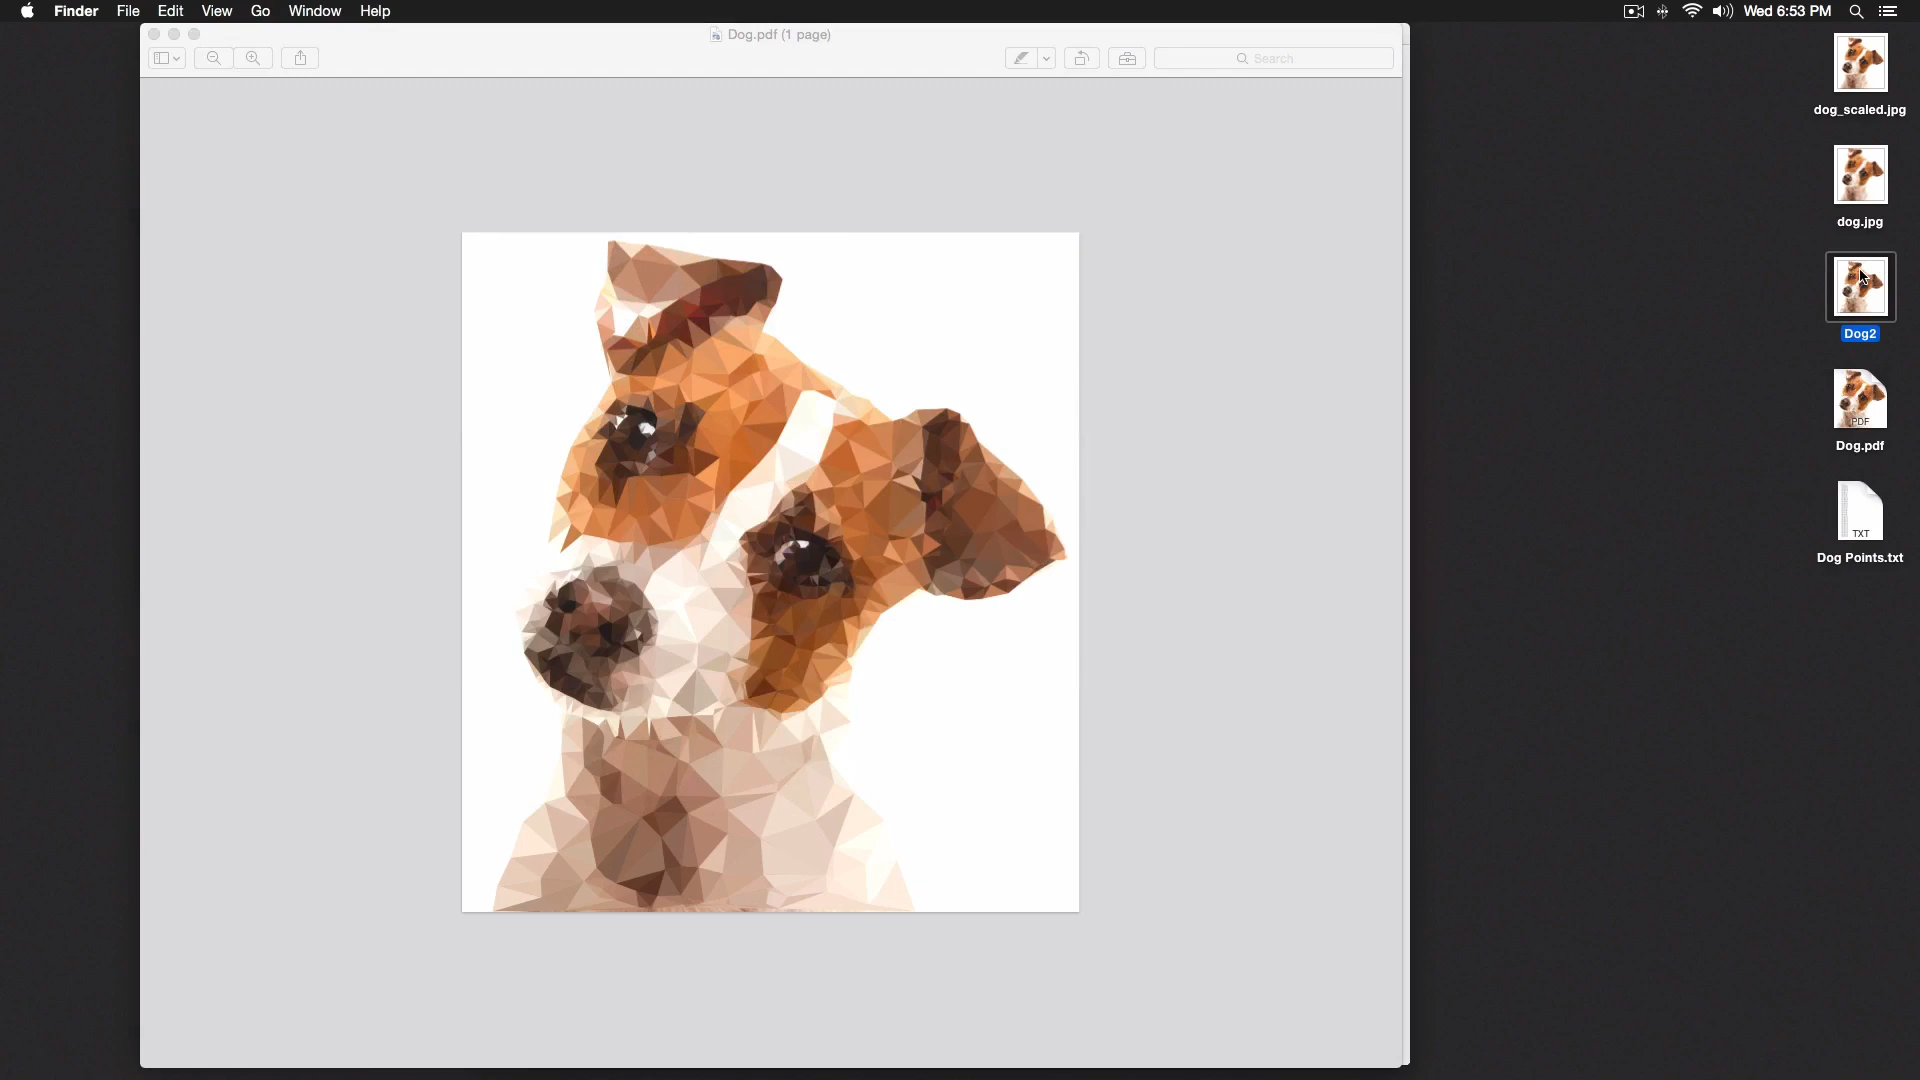 Finder File Edit View Go Window Help
Wed 6:53 PM
Dog.pdf (1 page)
Search
dog_scaled.jpg
dog.jpg
Dog2
PDF
Dog.pdf
TXT
Dog Points.txt